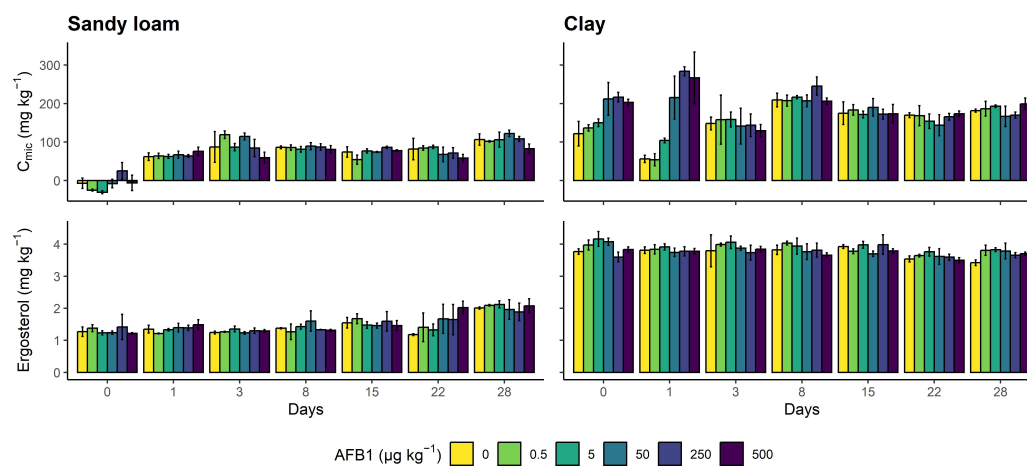 Sandy loam Clay
C_mic (mg kg⁻¹)
300
200
100
0
Ergosterol (mg kg⁻¹)
4
3
2
1
0
0 1 3 8 15 22 28 0 1 3 8 15 22 28
Days Days
AFB1 (µg kg⁻¹) 0 0.5 5 50 250 500